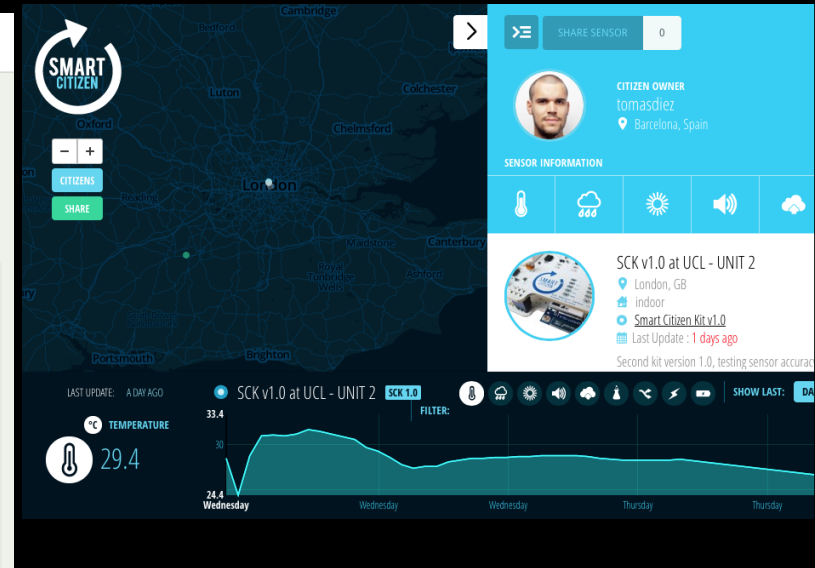 Cambridge
Bedford
SMART
CITIZEN
Luton
Colchester
Oxford
Chelmsford
− +
CITIZENS
SHARE
London
Reading
Maidstone
Canterbury
Royal
Tunbridge
Wells
Ashford
Portsmouth
Brighton
SHARE SENSOR 0
CITIZEN OWNER
tomasdiez
Barcelona, Spain
SENSOR INFORMATION
SCK v1.0 at UCL - UNIT 2
London, GB
indoor
Smart Citizen Kit v1.0
Last Update : 1 days ago
Second kit version 1.0, testing sensor accurac
LAST UPDATE: A DAY AGO
SCK v1.0 at UCL - UNIT 2 SCK 1.0
FILTER:
SHOW LAST: DA
°C TEMPERATURE
29.4
33.4
30
24.4
Wednesday Wednesday Wednesday Thursday Thursday